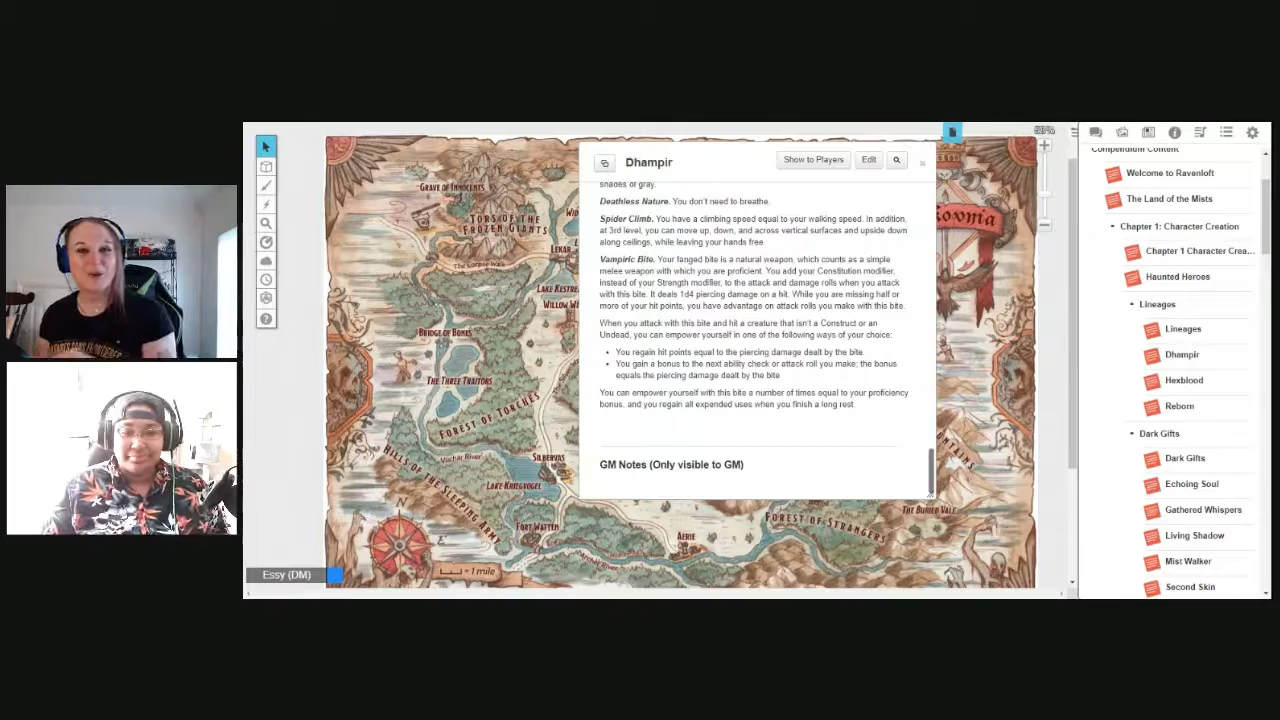 Dhampir
Show to Players
Edit
shades of gray.
Deathless Nature. You don't need to breathe.
Spider Climb. You have a climbing speed equal to your walking speed. In addition,
at 3rd level, you can move up, down, and across vertical surfaces and upside down
along ceilings, while leaving your hands free.
Vampiric Bite. Your fanged bite is a natural weapon, which counts as a simple
melee weapon with which you are proficient. You add your Constitution modifier,
instead of your Strength modifier, to the attack and damage rolls when you attack
with this bite. It deals 1d4 piercing damage on a hit. While you are missing half or
more of your hit points, you have advantage on attack rolls you make with this bite.
When you attack with this bite and hit a creature that isn't a Construct or an
Undead, you can empower yourself in one of the following ways of your choice:
You regain hit points equal to the piercing damage dealt by the bite.
You gain a bonus to the next ability check or attack roll you make; the bonus
equals the piercing damage dealt by the bite
You can empower yourself with this bite a number of times equal to your proficiency
bonus, and you regain all expended uses when you finish a long rest.
GM Notes (Only visible to GM)
Grave of Innocents
Tors of the
Frozen Giants
Lekar
The Corpse Walk
Bridge of Bones
The Three Traitors
Forest of Torches
Hills of the Sleeping Army
Vachar River
Silbervas
Lake Kriegvogel
Fort Watten
Aerie
Forest of Strangers
The Buried Vale
= 1 mile
Essy (DM)
Compendium Content
Welcome to Ravenloft
The Land of the Mists
Chapter 1: Character Creation
Chapter 1 Character Crea...
Haunted Heroes
Lineages
Lineages
Dhampir
Hexblood
Reborn
Dark Gifts
Dark Gifts
Echoing Soul
Gathered Whispers
Living Shadow
Mist Walker
Second Skin